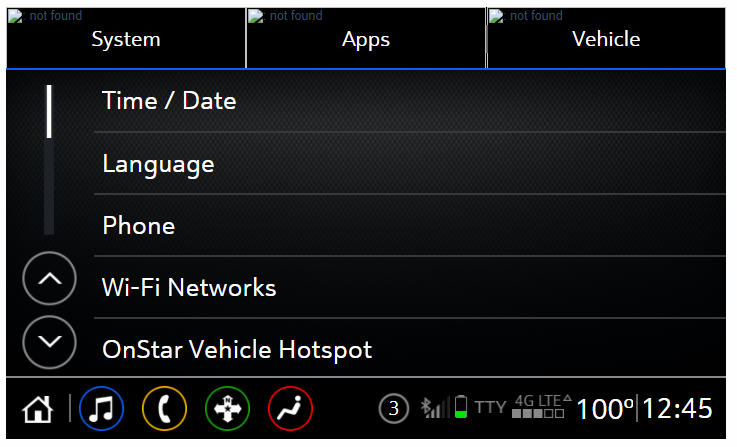 : not found
: not found
: not found
System
Apps
Vehicle
Time / Date
Language
Phone
Wi-Fi Networks
OnStar Vehicle Hotspot
N
3
TTY
4G LTE
100º
12:45